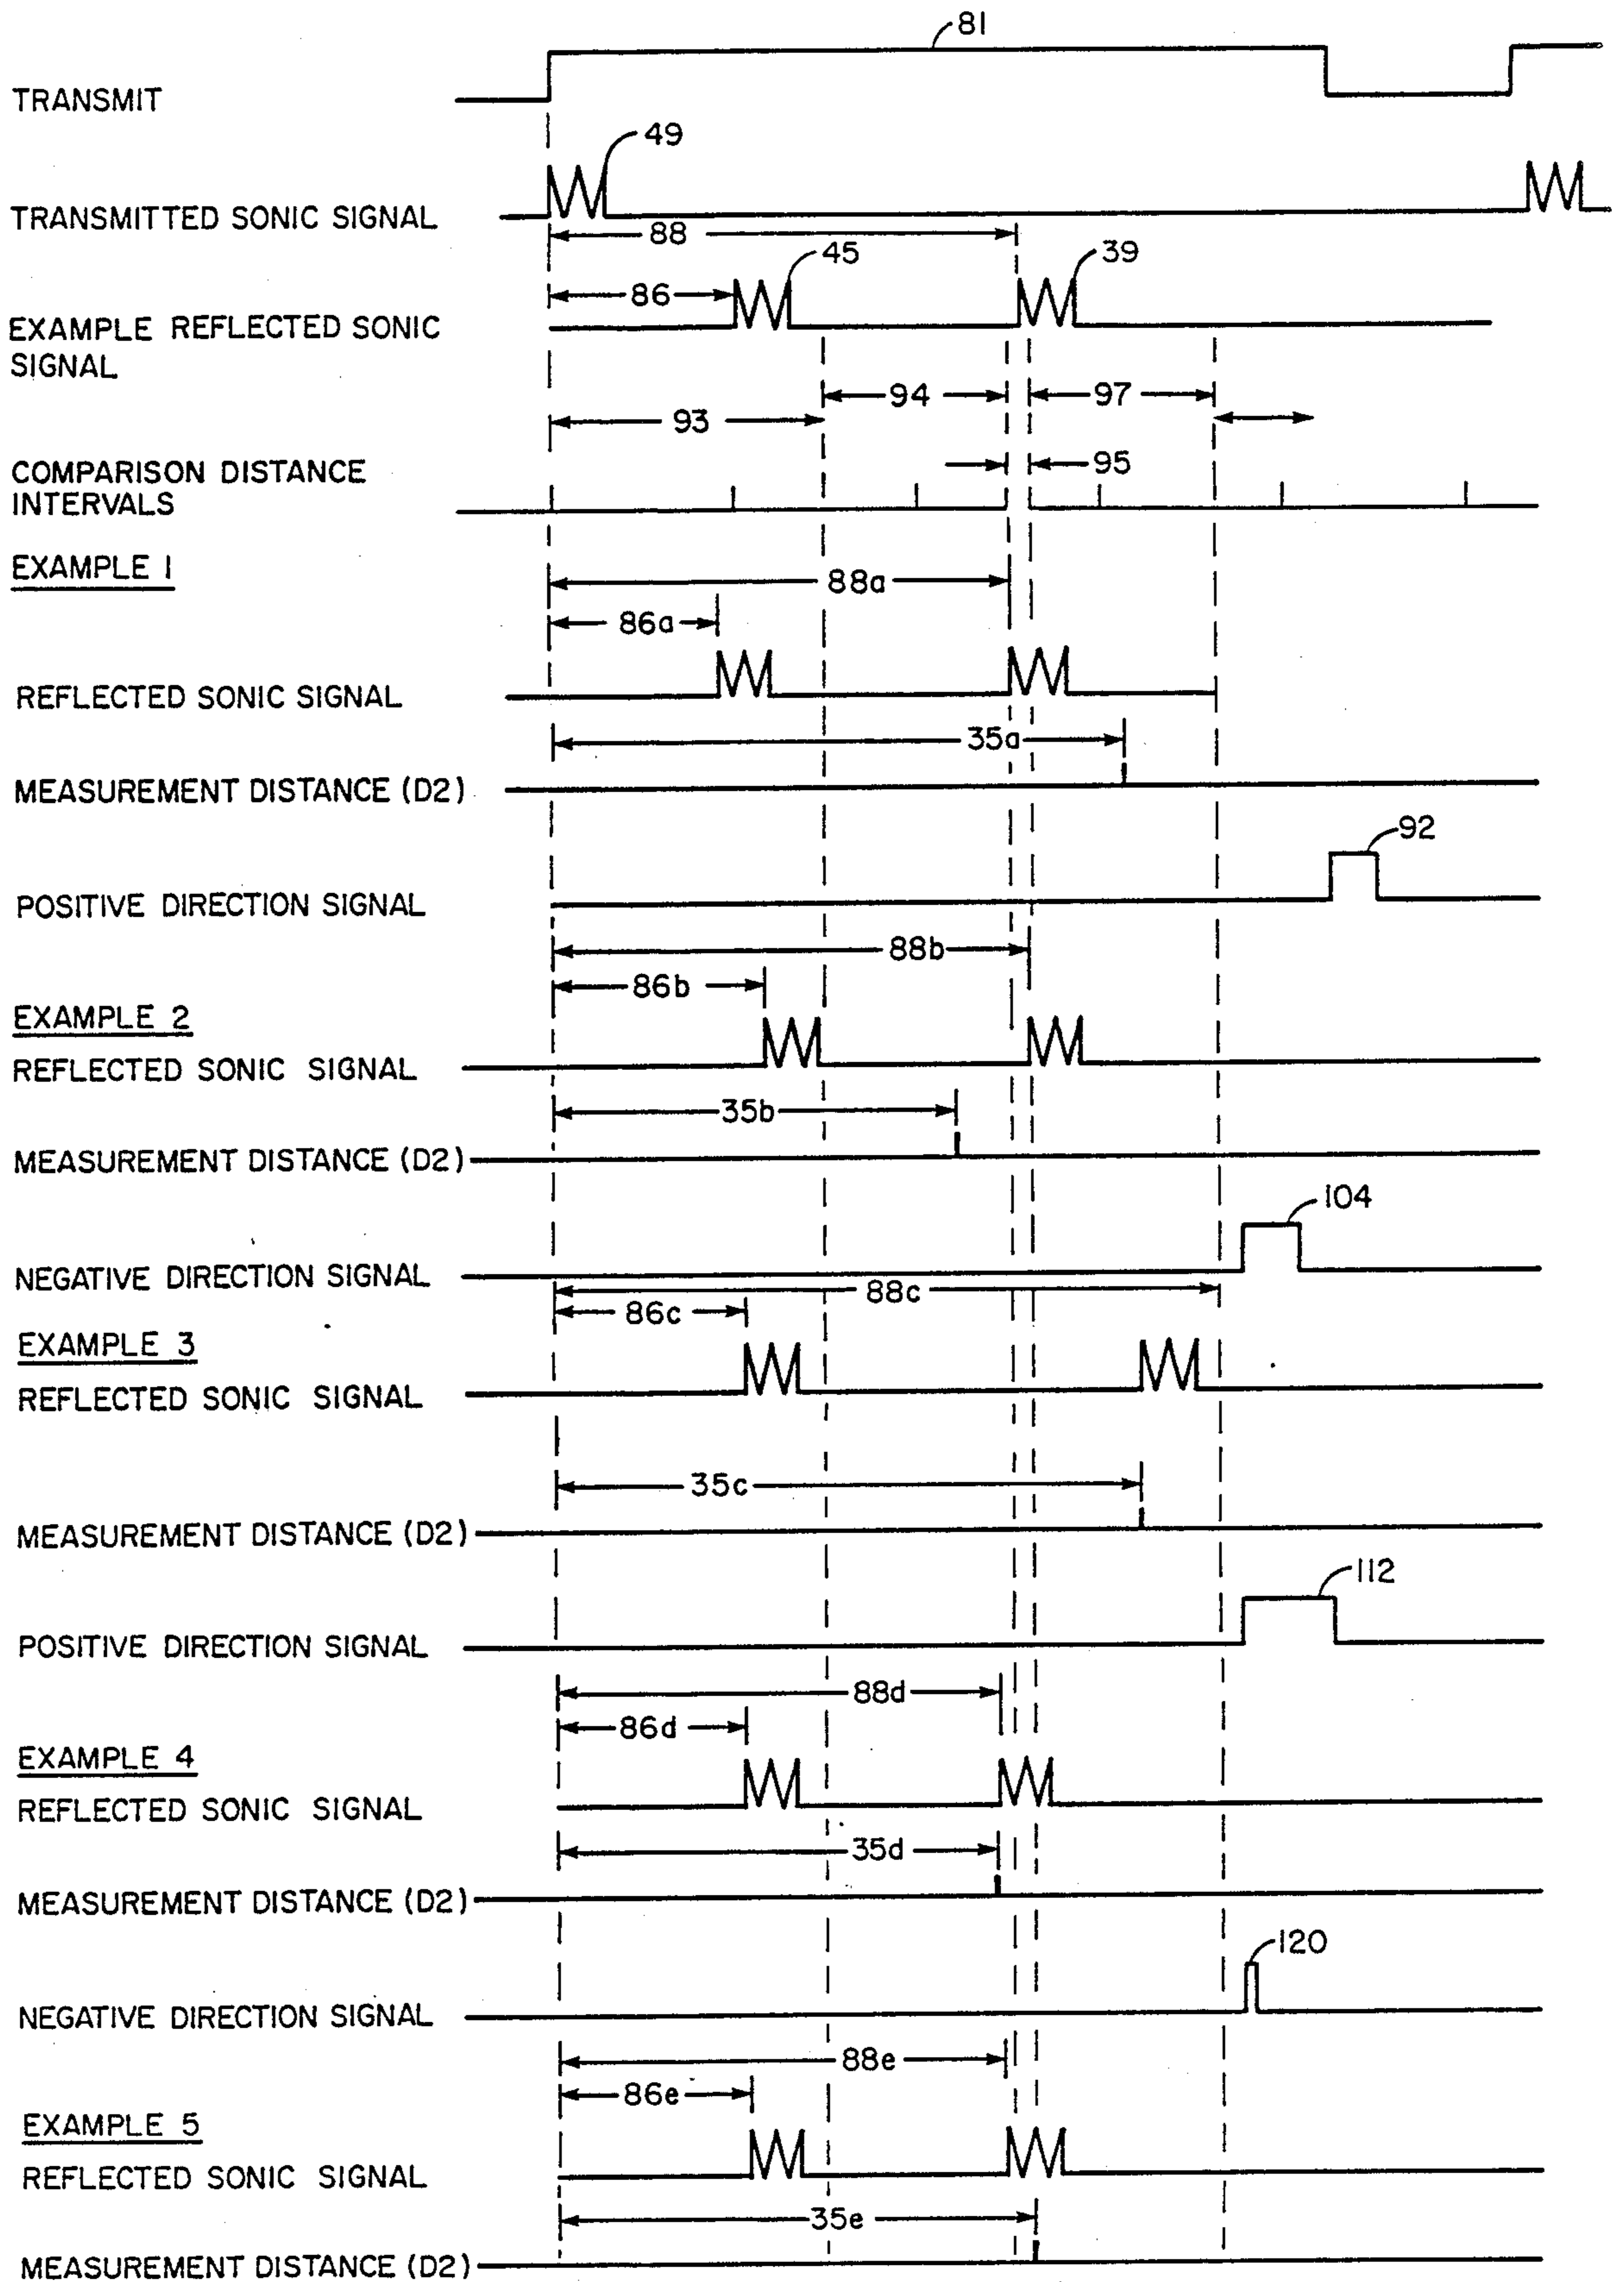 81
TRANSMIT
49
TRANSMITTED SONIC SIGNAL
88
45
39
86
EXAMPLE REFLECTED SONIC
SIGNAL
94
97
93
COMPARISON DISTANCE
INTERVALS
95
EXAMPLE 1
88a
86a
REFLECTED SONIC SIGNAL
35a
MEASUREMENT DISTANCE (D2)
92
POSITIVE DIRECTION SIGNAL
88b
86b
EXAMPLE 2
REFLECTED SONIC SIGNAL
35b
MEASUREMENT DISTANCE (D2)
104
NEGATIVE DIRECTION SIGNAL
88c
86c
EXAMPLE 3
REFLECTED SONIC SIGNAL
35c
MEASUREMENT DISTANCE (D2)
112
POSITIVE DIRECTION SIGNAL
88d
86d
EXAMPLE 4
REFLECTED SONIC SIGNAL
35d
MEASUREMENT DISTANCE (D2)
120
NEGATIVE DIRECTION SIGNAL
88e
86e
EXAMPLE 5
REFLECTED SONIC SIGNAL
35e
MEASUREMENT DISTANCE (D2)